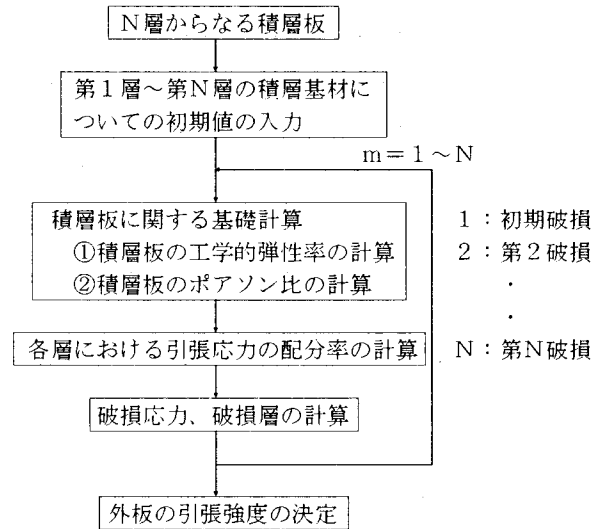 N層からなる積層板
第1層~第N層の積層基材に
ついての初期値の入力
m=1~N
積層板に関する基礎計算
①積層板の工学的弾性率の計算
②積層板のポアソン比の計算
1:初期破損
2:第2破損
・
・
N:第N破損
各層における引張応力の配分率の計算
破損応力、破損層の計算
外板の引張強度の決定